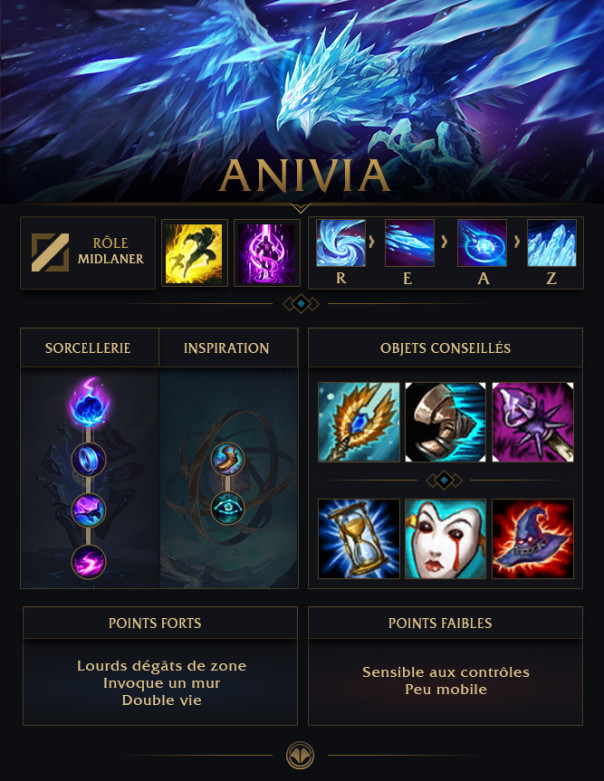 ANIVIA
RÔLE
MIDLANER
R
E
A
Z
SORCELLERIE
INSPIRATION
OBJETS CONSEILLÉS
POINTS FORTS
Lourds dégâts de zone
Invoque un mur
Double vie
POINTS FAIBLES
Sensible aux contrôles
Peu mobile